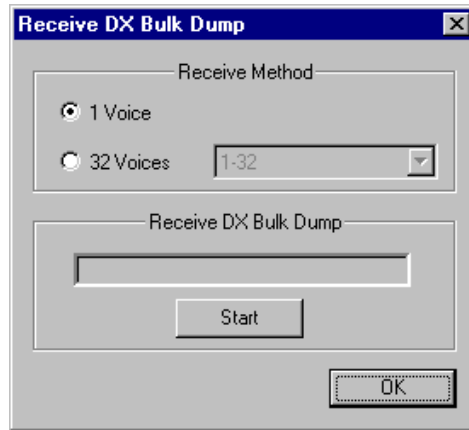 Receive DX Bulk Dump
Receive Method
1 Voice
32 Voices 1-32
Receive DX Bulk Dump
Start
OK